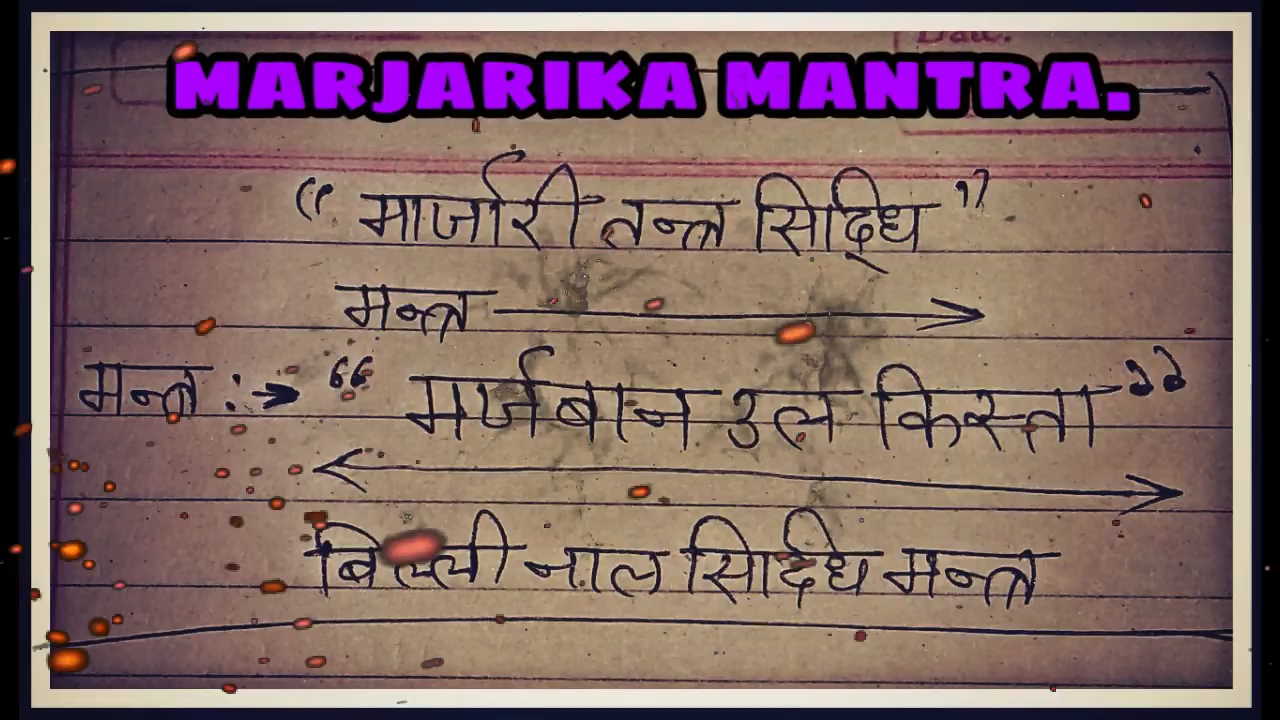 MARJARIKA MANTRA.
“ मार्जारी तन्त्र सिद्धि ”
मन्त्र
मन्त्र :→ “ मर्जबान उल किस्ता ”
बिल्ली नाल सिद्धि मन्त्र